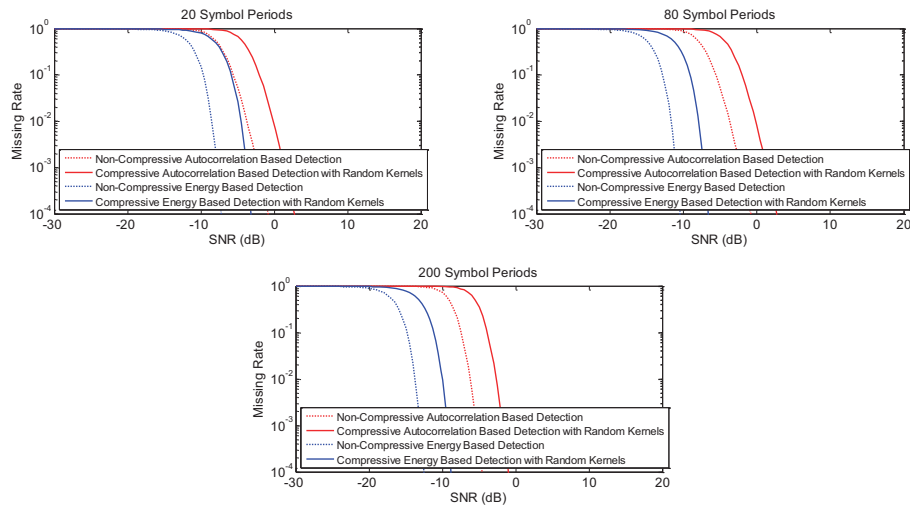 20 Symbol Periods
Missing Rate
10^0
10^-1
10^-2
10^-3
10^-4
Non-Compressive Autocorrelation Based Detection
Compressive Autocorrelation Based Detection with Random Kernels
Non-Compressive Energy Based Detection
Compressive Energy Based Detection with Random Kernels
-30 -20 -10 0 10 20
SNR (dB)
80 Symbol Periods
Missing Rate
10^0
10^-1
10^-2
10^-3
10^-4
Non-Compressive Autocorrelation Based Detection
Compressive Autocorrelation Based Detection with Random Kernels
Non-Compressive Energy Based Detection
Compressive Energy Based Detection with Random Kernels
-30 -20 -10 0 10 20
SNR (dB)
200 Symbol Periods
Missing Rate
10^0
10^-1
10^-2
10^-3
10^-4
Non-Compressive Autocorrelation Based Detection
Compressive Autocorrelation Based Detection with Random Kernels
Non-Compressive Energy Based Detection
Compressive Energy Based Detection with Random Kernels
-30 -20 -10 0 10 20
SNR (dB)